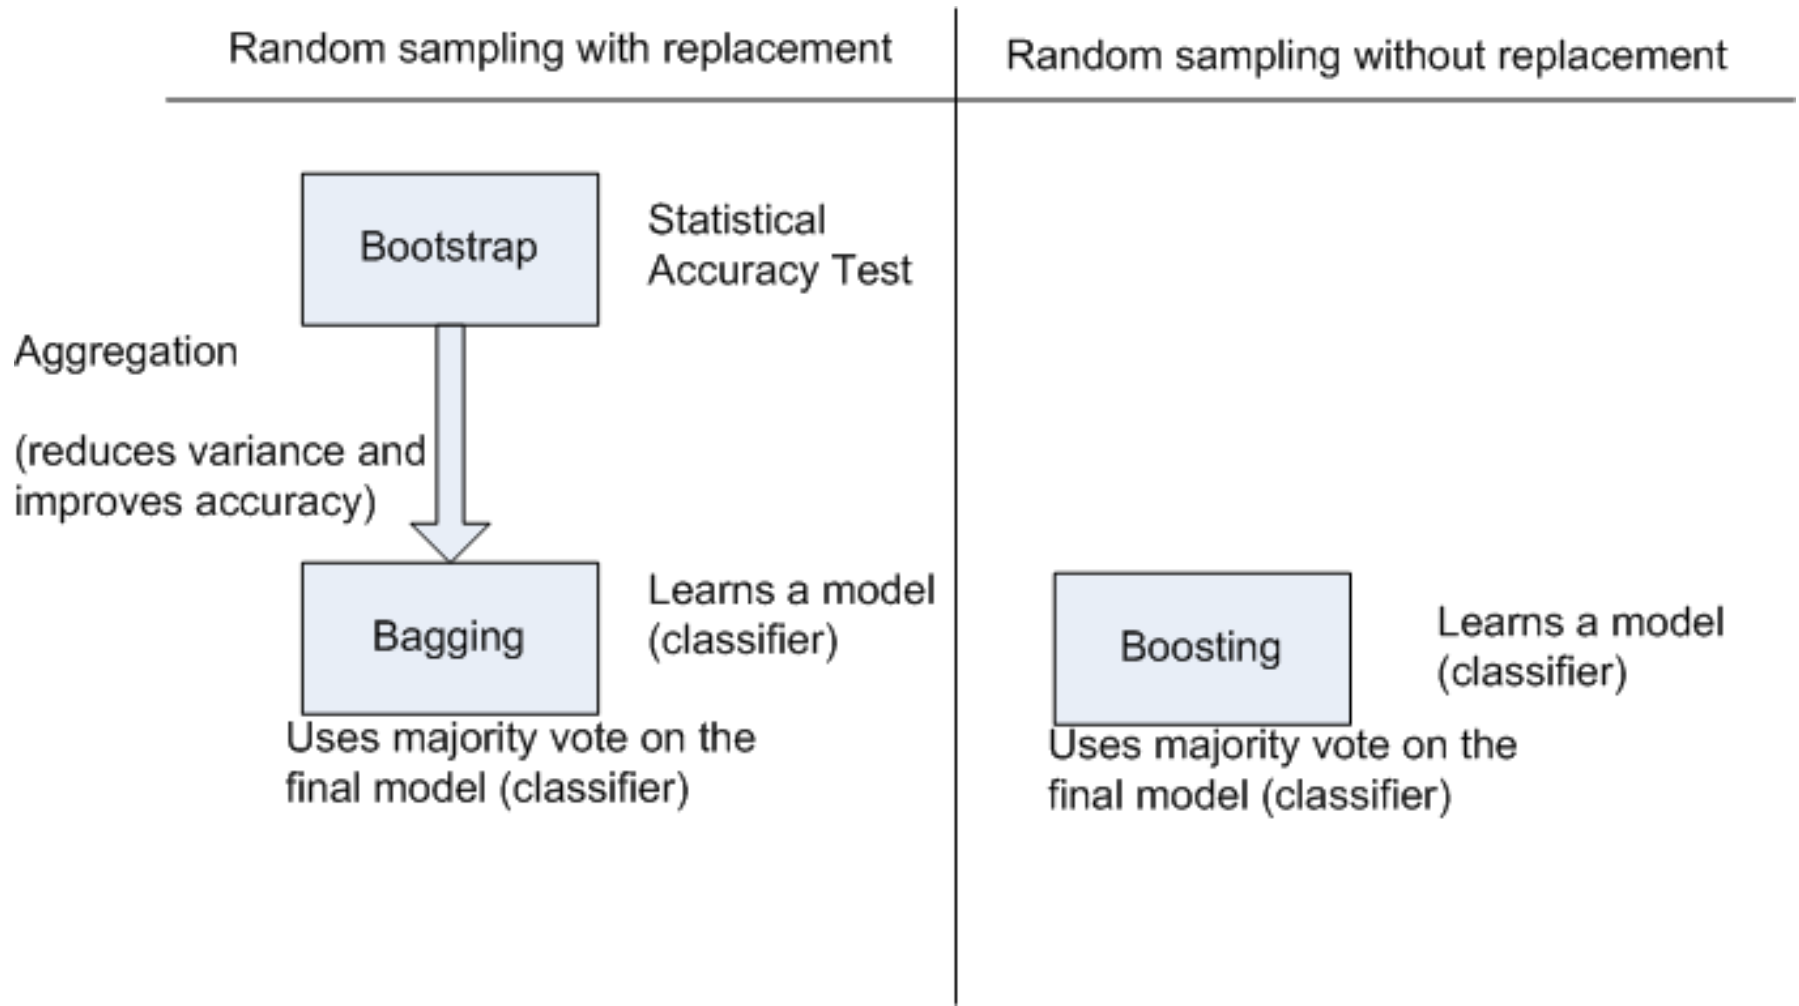 Random sampling with replacement
Random sampling without replacement
Bootstrap
Statistical
Accuracy Test
Aggregation
(reduces variance and
improves accuracy)
Bagging
Learns a model
(classifier)
Uses majority vote on the
final model (classifier)
Boosting
Learns a model
(classifier)
Uses majority vote on the
final model (classifier)